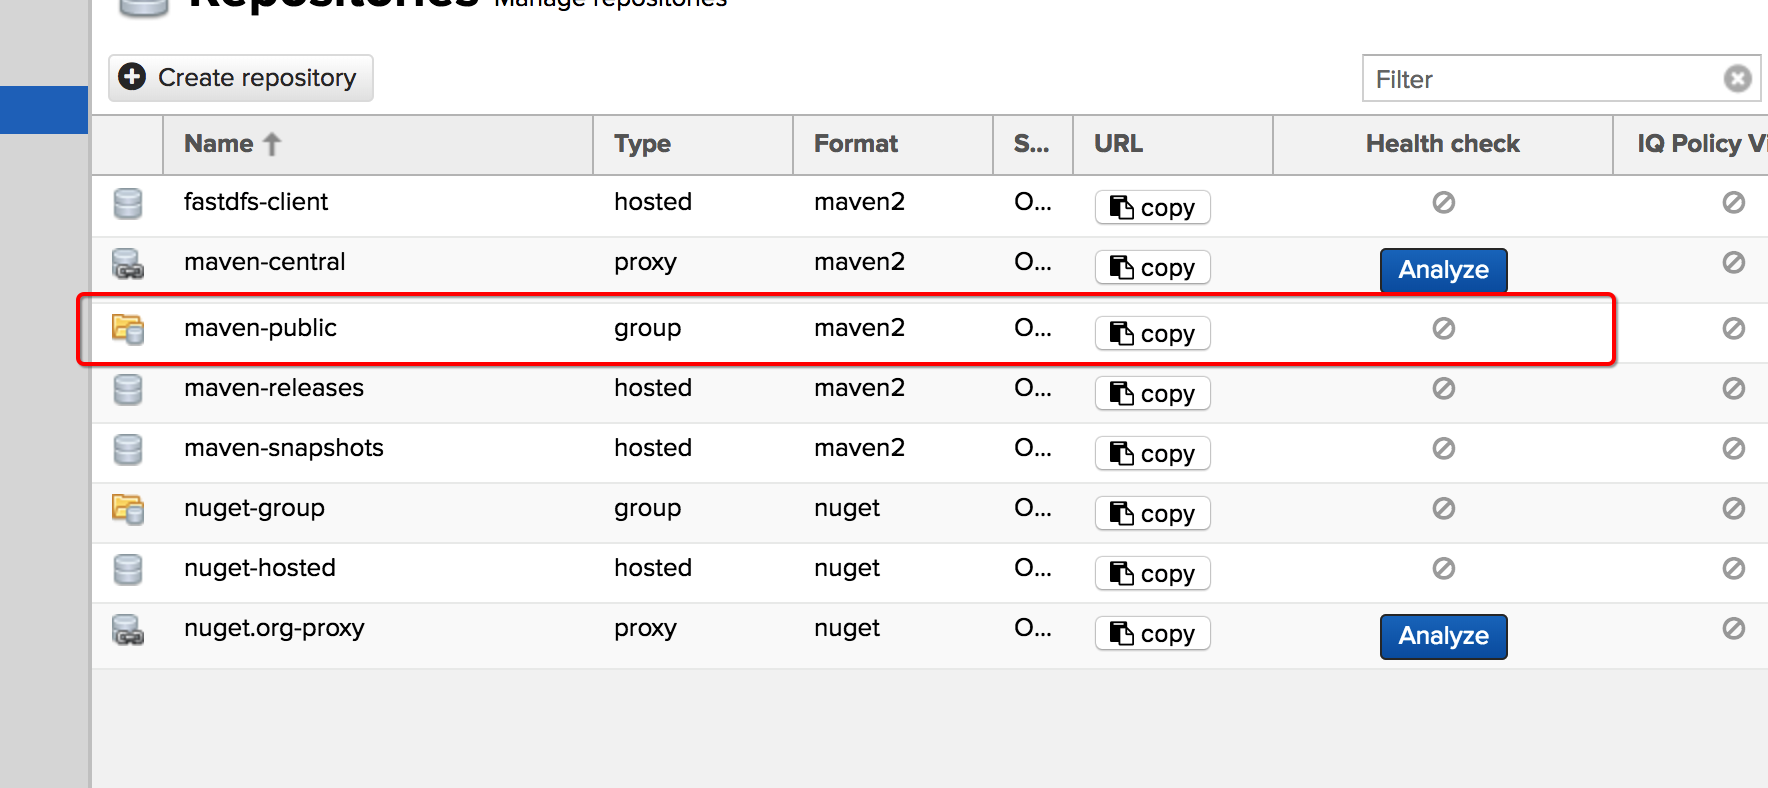 Repositories Manage repositories
Create repository
Filter
Name Type Format S... URL Health check IQ Policy Vi
fastdfs-client hosted maven2 O... copy
maven-central proxy maven2 O... copy Analyze
maven-public group maven2 O... copy
maven-releases hosted maven2 O... copy
maven-snapshots hosted maven2 O... copy
nuget-group group nuget O... copy
nuget-hosted hosted nuget O... copy
nuget.org-proxy proxy nuget O... copy Analyze